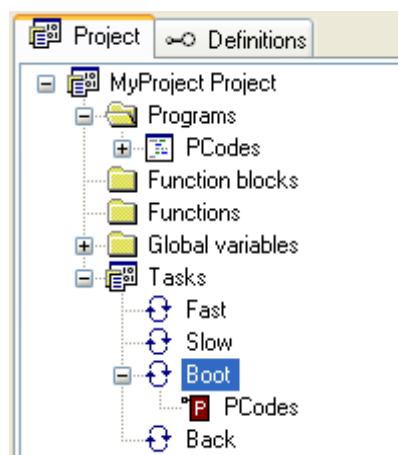 Project Definitions
MyProject Project
Programs
PCodes
Function blocks
Functions
Global variables
Tasks
Fast
Slow
Boot
P PCodes
Back